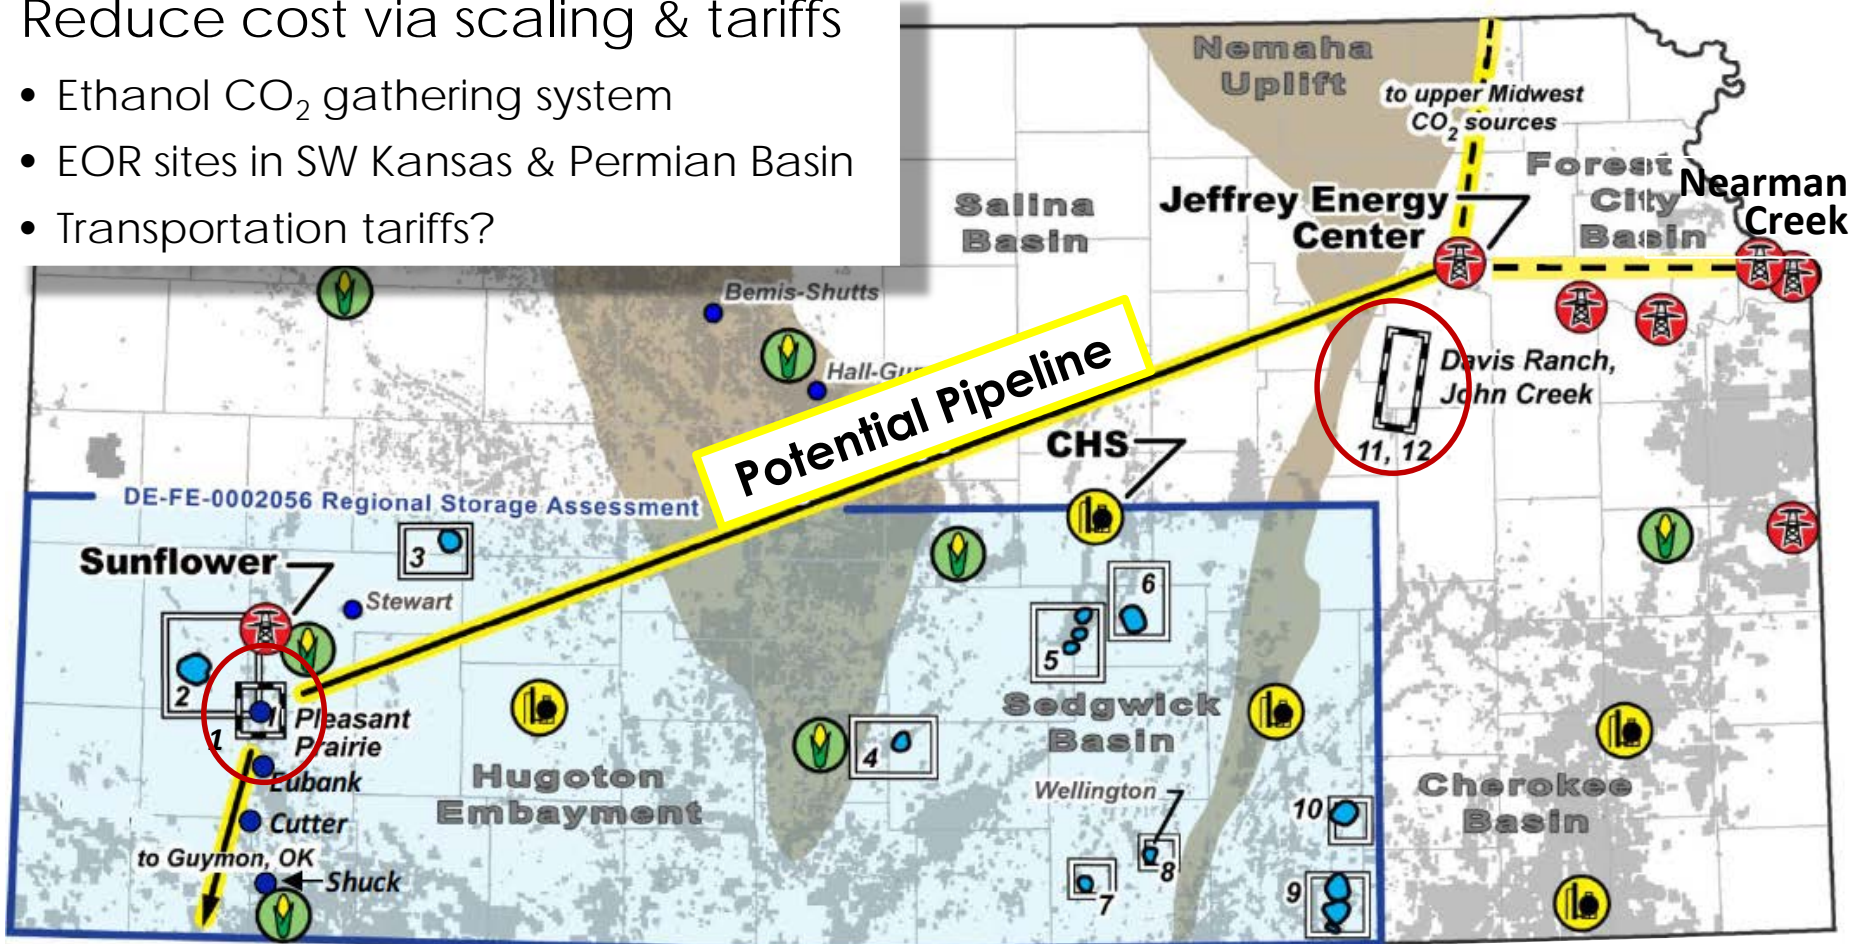 Reduce cost via scaling & tariffs
• Ethanol CO₂ gathering system
• EOR sites in SW Kansas & Permian Basin
• Transportation tariffs?
Nemaha
Uplift
to upper Midwest
CO₂ sources
Forest
City
Basin
Nearman
Creek
Salina
Basin
Jeffrey Energy
Center
Bemis-Shutts
Hall-Gu
Potential Pipeline
Davis Ranch,
John Creek
11, 12
CHS
DE-FE-0002056 Regional Storage Assessment
Sunflower
3
Stewart
6
5
2
1
Pleasant
Prairie
Eubank
Cutter
to Guymon, OK
Shuck
Hugoton
Embayment
4
Sedgwick
Basin
Wellington
8
7
10
9
Cherokee
Basin